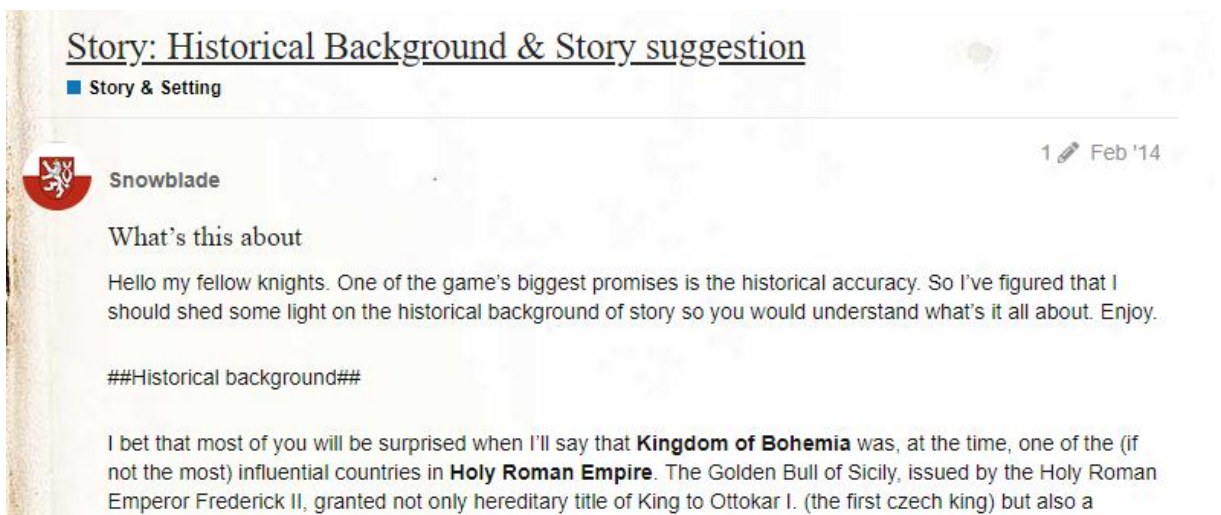 Story: Historical Background & Story suggestion
Story & Setting
1 Feb '14
Snowblade
What's this about
Hello my fellow knights. One of the game's biggest promises is the historical accuracy. So I've figured that I
should shed some light on the historical background of story so you would understand what's it all about. Enjoy.
##Historical background##
I bet that most of you will be surprised when I'll say that Kingdom of Bohemia was, at the time, one of the (if
not the most) influential countries in Holy Roman Empire. The Golden Bull of Sicily, issued by the Holy Roman
Emperor Frederick II, granted not only hereditary title of King to Ottokar I. (the first czech king) but also a